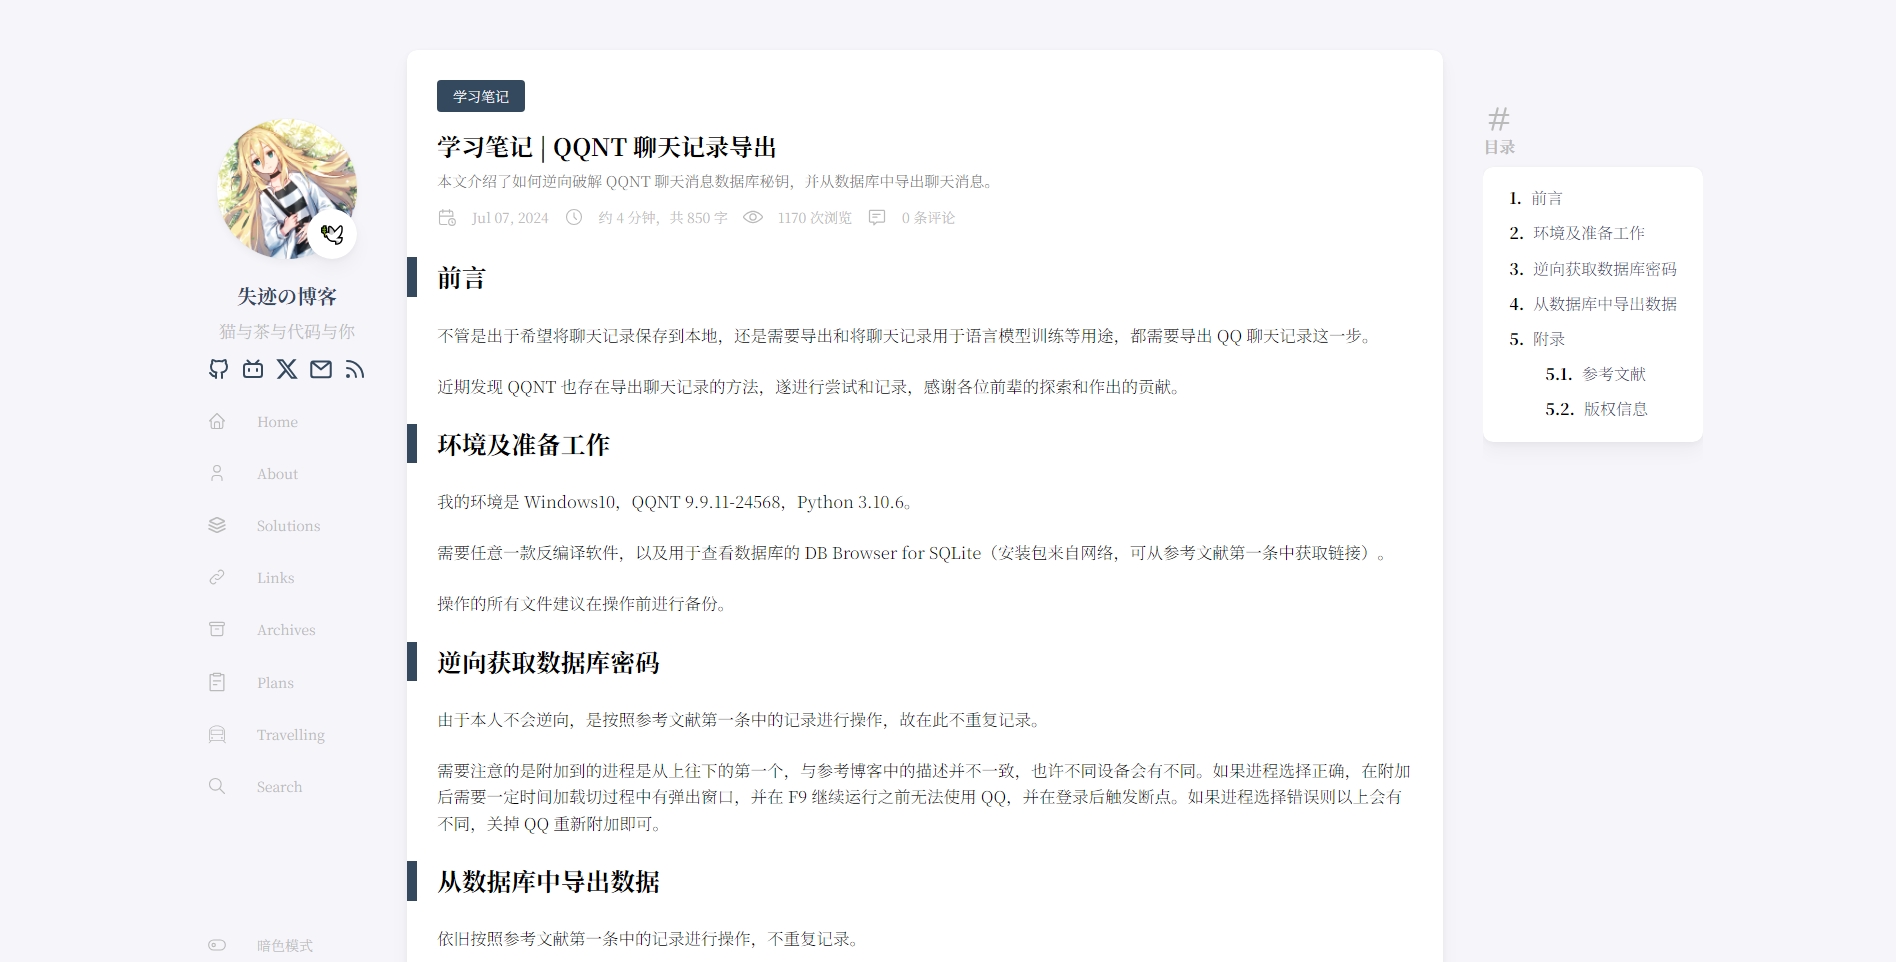 失迹の博客
猫与茶与代码与你
Home
About
Solutions
Links
Archives
Plans
Travelling
Search
暗色模式
学习笔记
学习笔记 | QQNT 聊天记录导出
本文介绍了如何逆向破解 QQNT 聊天消息数据库秘钥，并从数据库中导出聊天消息。
Jul 07, 2024 约 4 分钟，共 850 字 1170 次浏览 0 条评论
前言
不管是出于希望将聊天记录保存到本地，还是需要导出和将聊天记录用于语言模型训练等用途，都需要导出 QQ 聊天记录这一步。
近期发现 QQNT 也存在导出聊天记录的方法，遂进行尝试和记录，感谢各位前辈的探索和作出的贡献。
环境及准备工作
我的环境是 Windows10，QQNT 9.9.11-24568，Python 3.10.6。
需要任意一款反编译软件，以及用于查看数据库的 DB Browser for SQLite（安装包来自网络，可从参考文献第一条中获取链接）。
操作的所有文件建议在操作前进行备份。
逆向获取数据库密码
由于本人不会逆向，是按照参考文献第一条中的记录进行操作，故在此不重复记录。
需要注意的是附加到的进程是从上往下的第一个，与参考博客中的描述并不一致，也许不同设备会有不同。如果进程选择正确，在附加
后需要一定时间加载切过程中有弹出窗口，并在 F9 继续运行之前无法使用 QQ，并在登录后触发断点。如果进程选择错误则以上会有
不同，关掉 QQ 重新附加即可。
从数据库中导出数据
依旧按照参考文献第一条中的记录进行操作，不重复记录。
#
目录
1. 前言
2. 环境及准备工作
3. 逆向获取数据库密码
4. 从数据库中导出数据
5. 附录
5.1. 参考文献
5.2. 版权信息